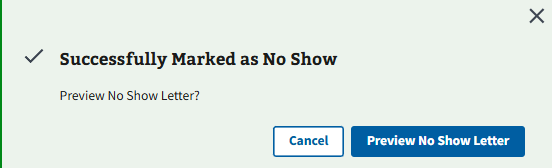 Successfully Marked as No Show
Preview No Show Letter?
Cancel
Preview No Show Letter